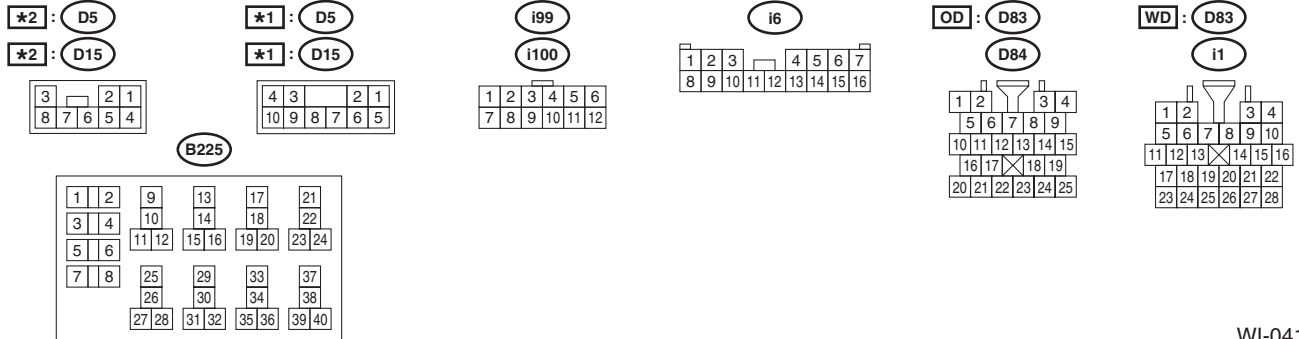 *2 : D5
*2 : D15
3 2 1
8 7 6 5 4
*1 : D5
*1 : D15
4 3 2 1
10 9 8 7 6 5
i99
i100
1 2 3 4 5 6
7 8 9 10 11 12
i6
1 2 3 4 5 6 7
8 9 10 11 12 13 14 15 16
OD : D83
D84
1 2 3 4
5 6 7 8 9
10 11 12 13 14 15
16 17 18 19
20 21 22 23 24 25
WD : D83
i1
1 2 3 4
5 6 7 8 9 10
11 12 13 14 15 16
17 18 19 20 21 22
23 24 25 26 27 28
B225
1 2 9 13 17 21
3 4 10 14 18 22
11 12 15 16 19 20 23 24
5 6
7 8 25 29 33 37
26 30 34 38
27 28 31 32 35 36 39 40